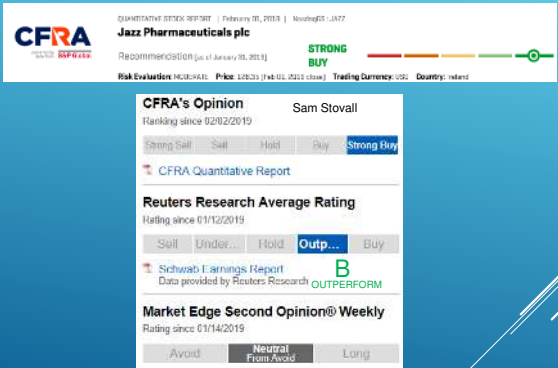 CFRA
S&P Global
QUANTITATIVE STOCK REPORT | February 01, 2019 | NasdaqGS : JAZZ
Jazz Pharmaceuticals plc
Recommendation [as of January 31, 2019]
STRONG
BUY
Risk Evaluation: MODERATE Price: (Feb 01, 2019 close) Trading Currency: USD Country: Ireland
CFRA's Opinion
Sam Stovall
Ranking since 02/02/2019
Strong Sell Sell Hold Buy Strong Buy
CFRA Quantitative Report
Reuters Research Average Rating
Rating since 01/12/2019
Sell Under... Hold Outp... Buy
Schwab Earnings Report
Data provided by Reuters Research
B
OUTPERFORM
Market Edge Second Opinion® Weekly
Rating since 01/14/2019
Avoid Neutral From Avoid Long